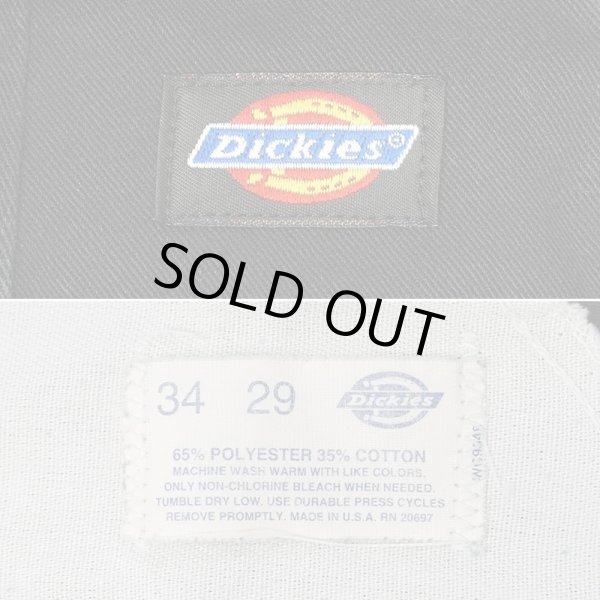 Dickies®
SOLD OUT
34 29 Dickies
65% POLYESTER 35% COTTON
MACHINE WASH WARM WITH LIKE COLORS.
ONLY NON-CHLORINE BLEACH WHEN NEEDED.
TUMBLE DRY LOW. USE DURABLE PRESS CYCLES
REMOVE PROMPTLY. MADE IN U.S.A. RN 20697